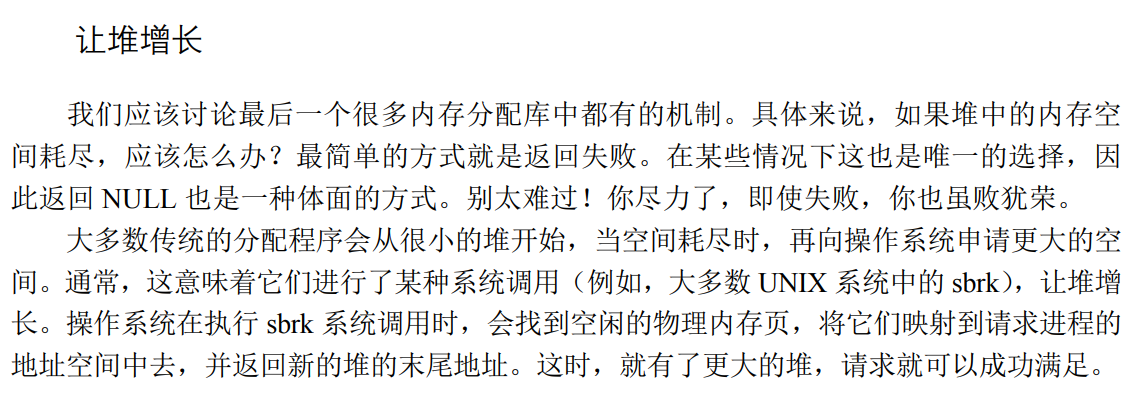 让堆增长
我们应该讨论最后一个很多内存分配库中都有的机制。具体来说，如果堆中的内存空
间耗尽，应该怎么办？最简单的方式就是返回失败。在某些情况下这也是唯一的选择，因
此返回 NULL 也是一种体面的方式。别太难过！你尽力了，即使失败，你也虽败犹荣。
大多数传统的分配程序会从很小的堆开始，当空间耗尽时，再向操作系统申请更大的空
间。通常，这意味着它们进行了某种系统调用（例如，大多数 UNIX 系统中的 sbrk），让堆增
长。操作系统在执行 sbrk 系统调用时，会找到空闲的物理内存页，将它们映射到请求进程的
地址空间中去，并返回新的堆的末尾地址。这时，就有了更大的堆，请求就可以成功满足。